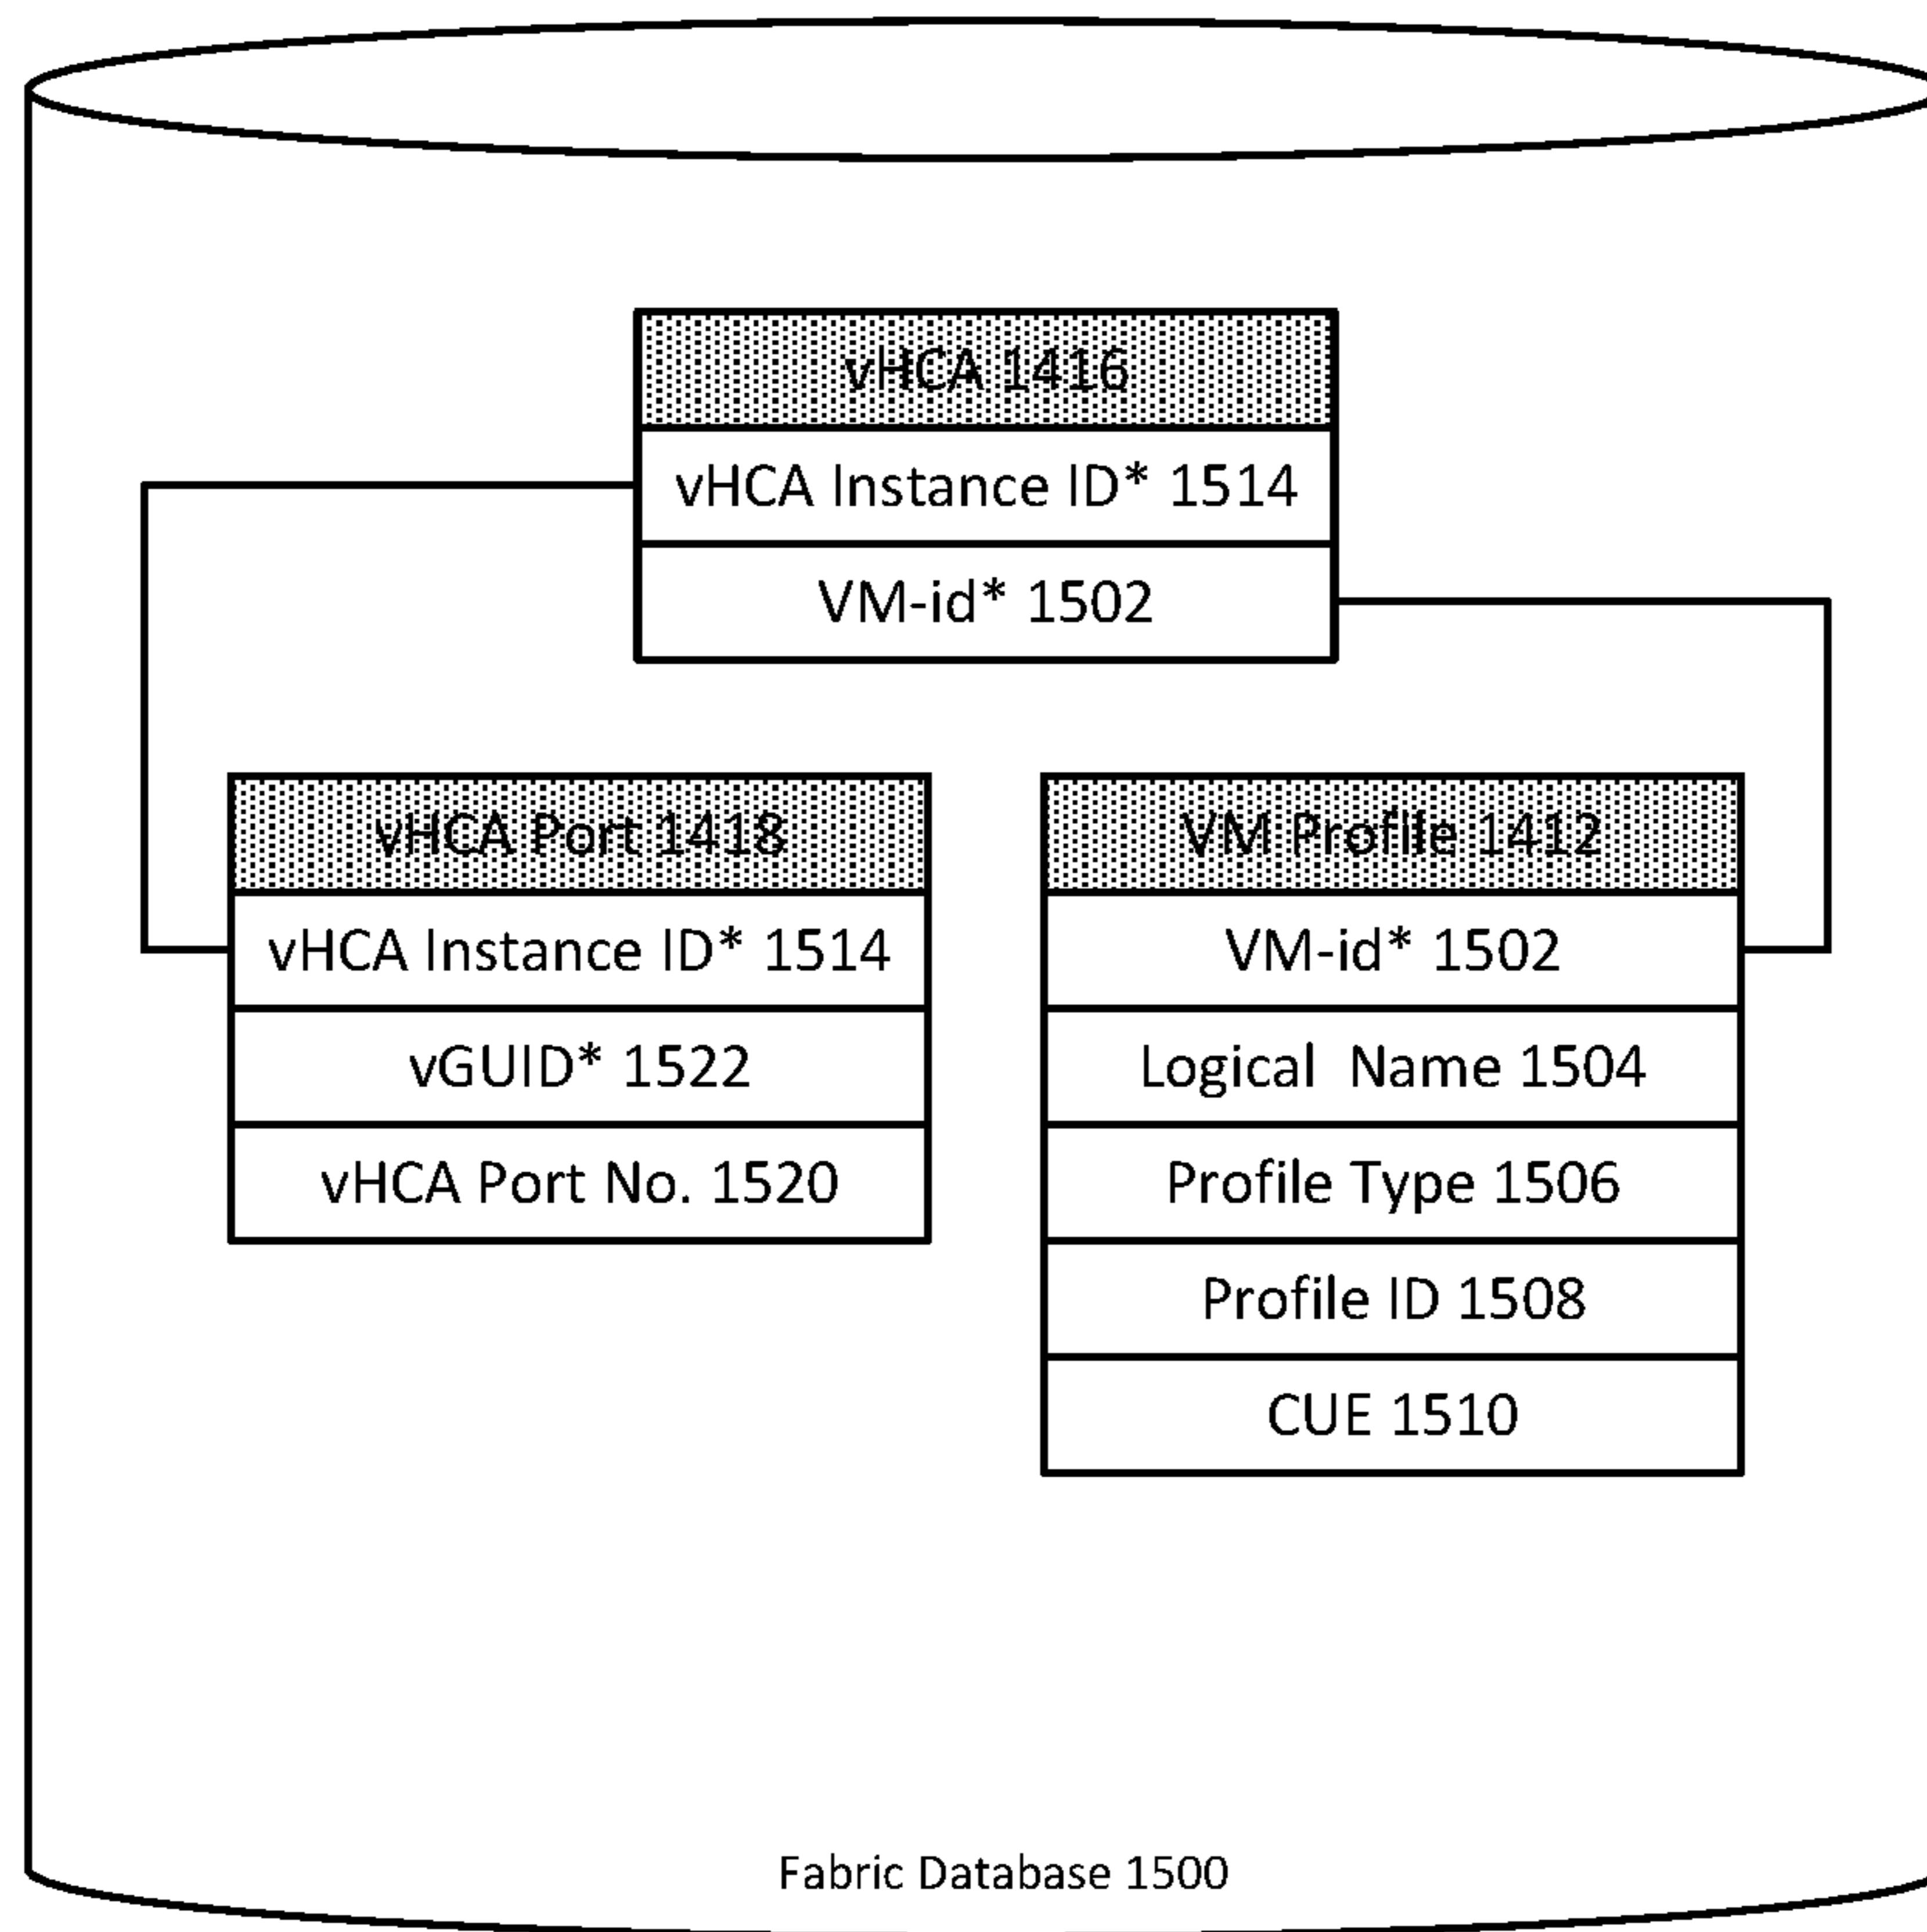 vHCA 1416
vHCA Instance ID* 1514
VM-id* 1502
vHCA Port 1418
vHCA Instance ID* 1514
vGUID* 1522
vHCA Port No. 1520
VM Profile 1412
VM-id* 1502
Logical Name 1504
Profile Type 1506
Profile ID 1508
CUE 1510
Fabric Database 1500